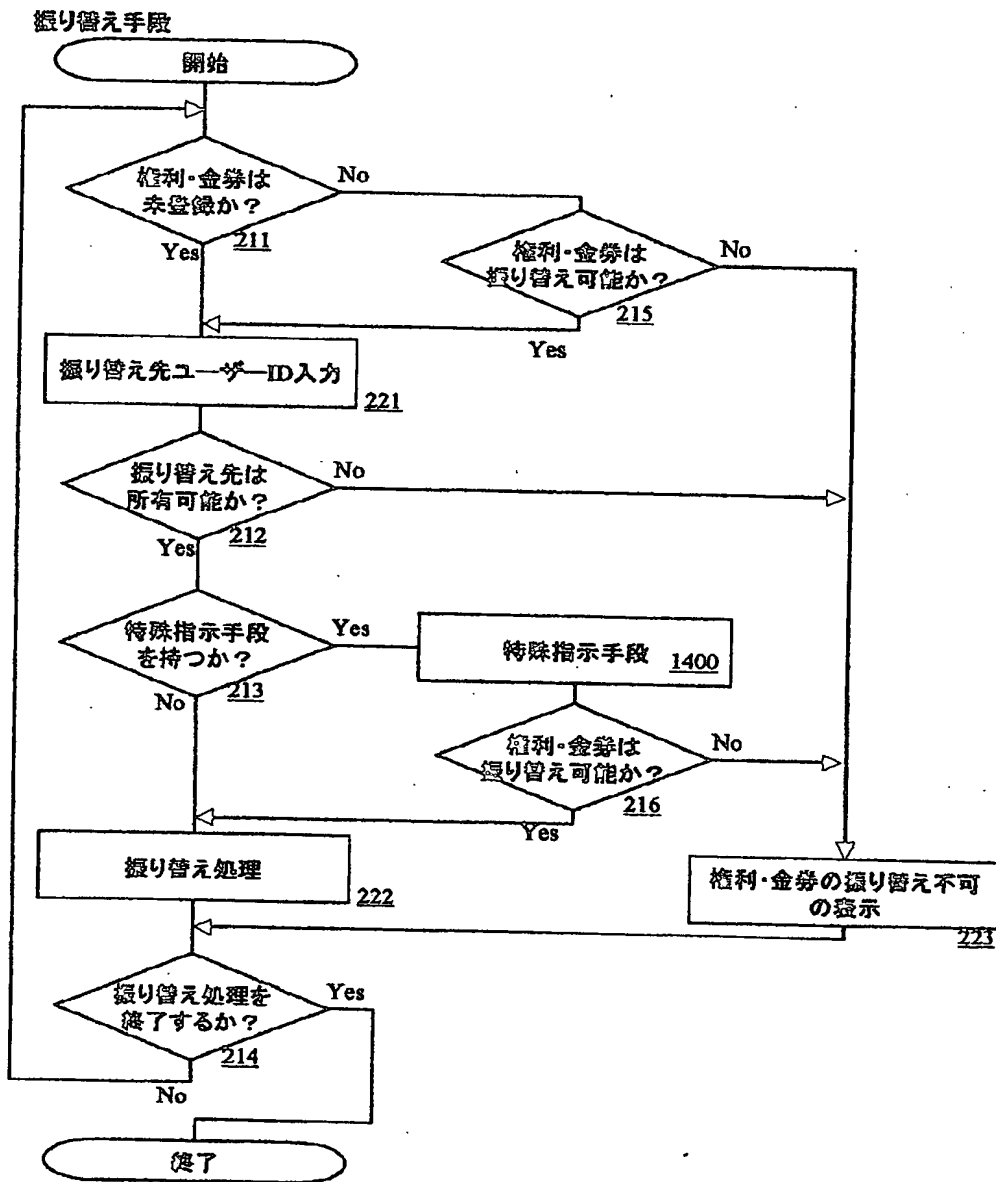 振り替え手段
開始
権利・金券は
未登録か？
No
211
Yes
権利・金券は
振り替え可能か？
No
215
Yes
振り替え先ユーザーID入力
221
振り替え先は
所有可能か？
No
212
Yes
特殊指示手段
を持つか？
Yes
213
No
特殊指示手段
1400
権利・金券は
振り替え可能か？
No
216
Yes
振り替え処理
222
権利・金券の振り替え不可
の表示
223
振り替え処理を
終了するか？
Yes
214
No
終了